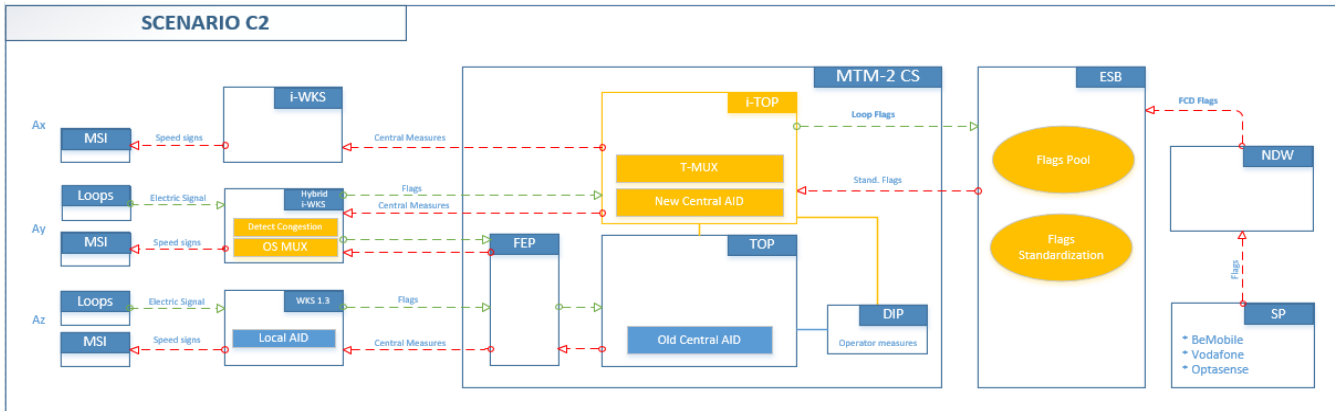 SCENARIO C2
MTM-2 CS
ESB
i-WKS
i-TOP
FCD Flags
Ax
MSI
Speed signs
Central Measures
Loop Flags
Flags Pool
NDW
T-MUX
Loops
Electric Signal
Hybrid
i-WKS
Flags
Stand. Flags
New Central AID
Central Measures
Ay
Detect Congestion
MSI
Speed signs
OS MUX
FEP
TOP
Flags
Standardization
Flags
Loops
Electric Signal
WKS 1.3
Flags
DIP
SP
Az
MSI
Speed signs
Local AID
Central Measures
Old Central AID
Operator measures
* BeMobile
* Vodafone
* Optasense